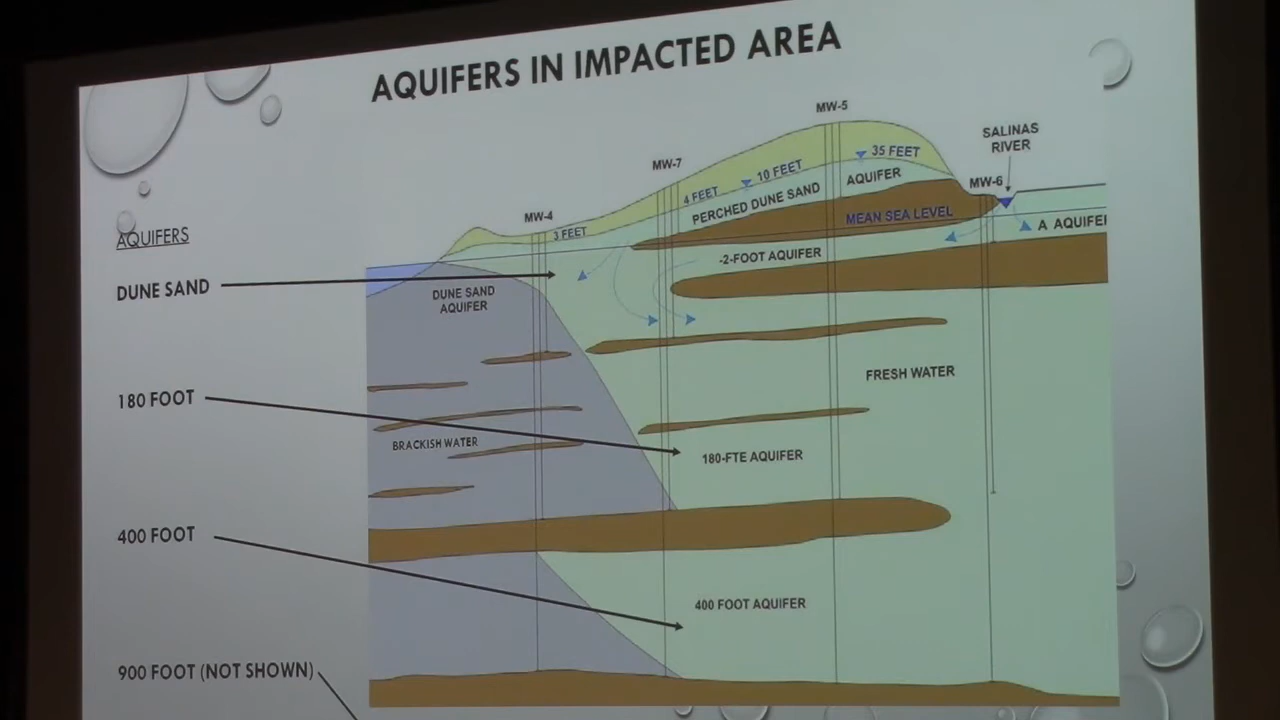 AQUIFERS IN IMPACTED AREA
MW-5
SALINAS
RIVER
MW-7
35 FEET
10 FEET
AQUIFER
MW-6
4 FEET
PERCHED DUNE SAND
MW-4
MEAN SEA LEVEL
A AQUIFE
3 FEET
AQUIFERS
-2-FOOT AQUIFER
DUNE SAND
DUNE SAND
AQUIFER
FRESH WATER
180 FOOT
BRACKISH WATER
180-FTE AQUIFER
400 FOOT
400 FOOT AQUIFER
900 FOOT (NOT SHOWN)